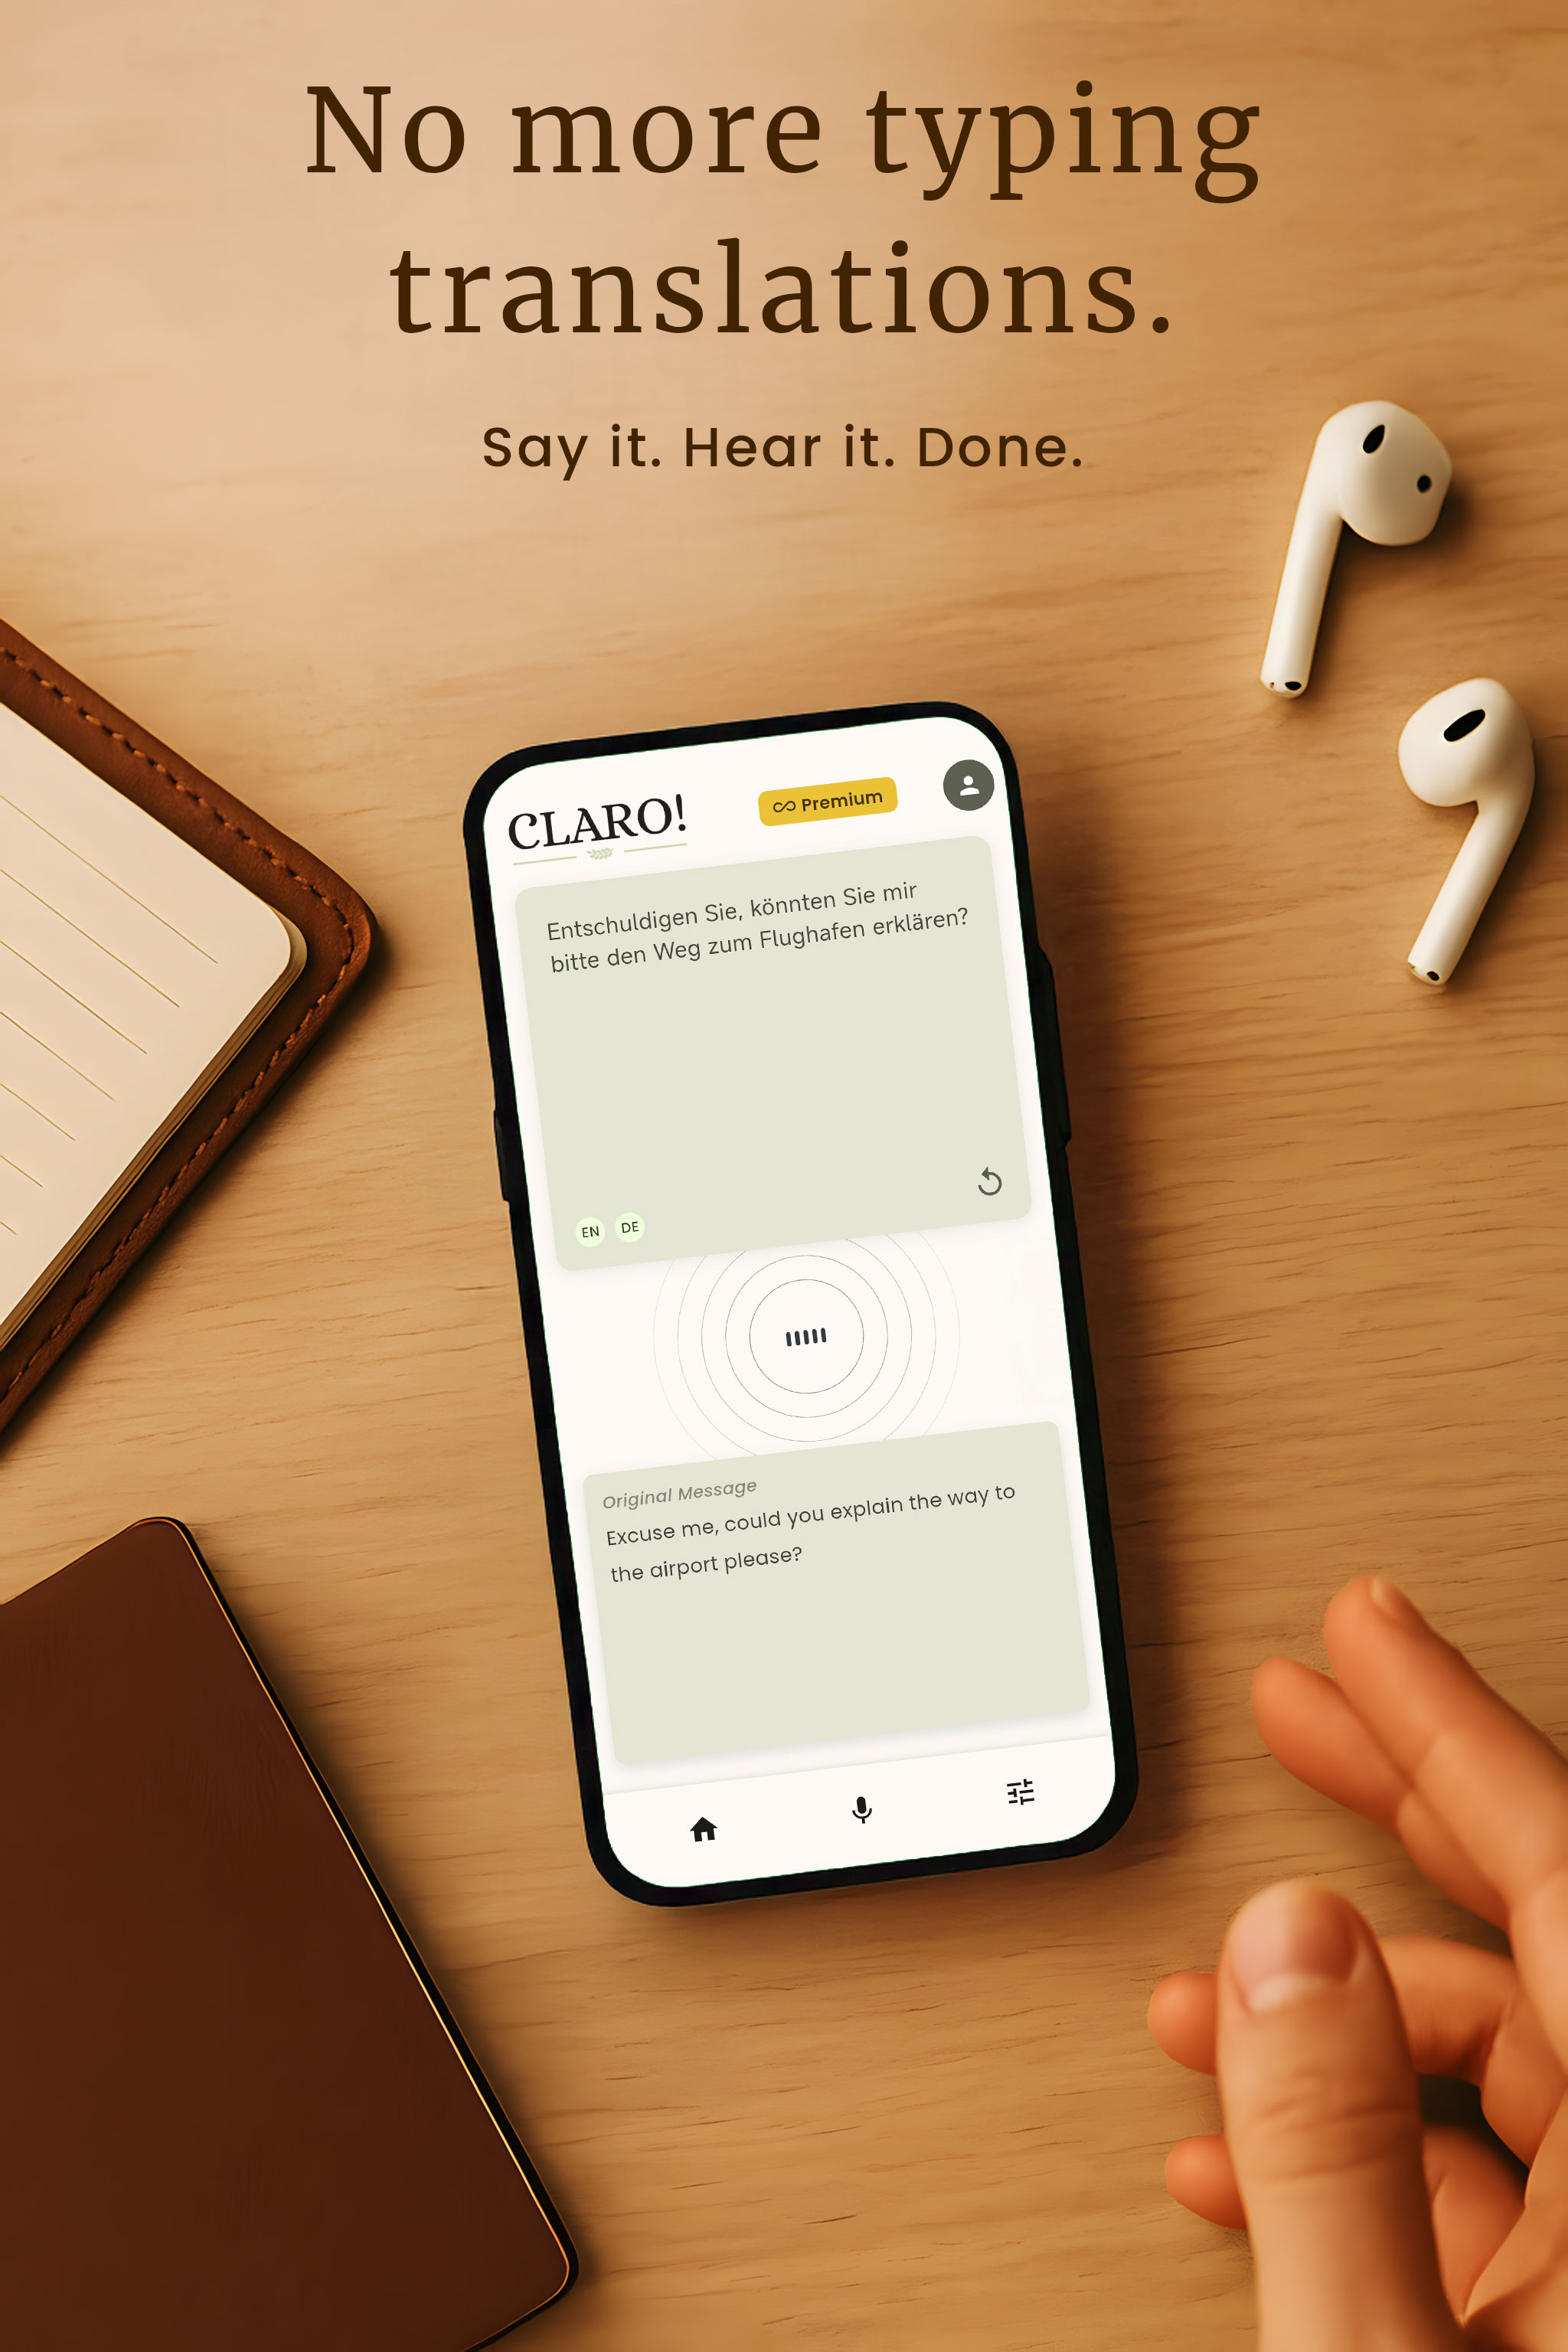 No more typing
translations.
Say it. Hear it. Done.
CLARO!
Premium
Entschuldigen Sie, könnten Sie mir
bitte den Weg zum Flughafen erklären?
EN DE
Original Message
Excuse me, could you explain the way to
the airport please?